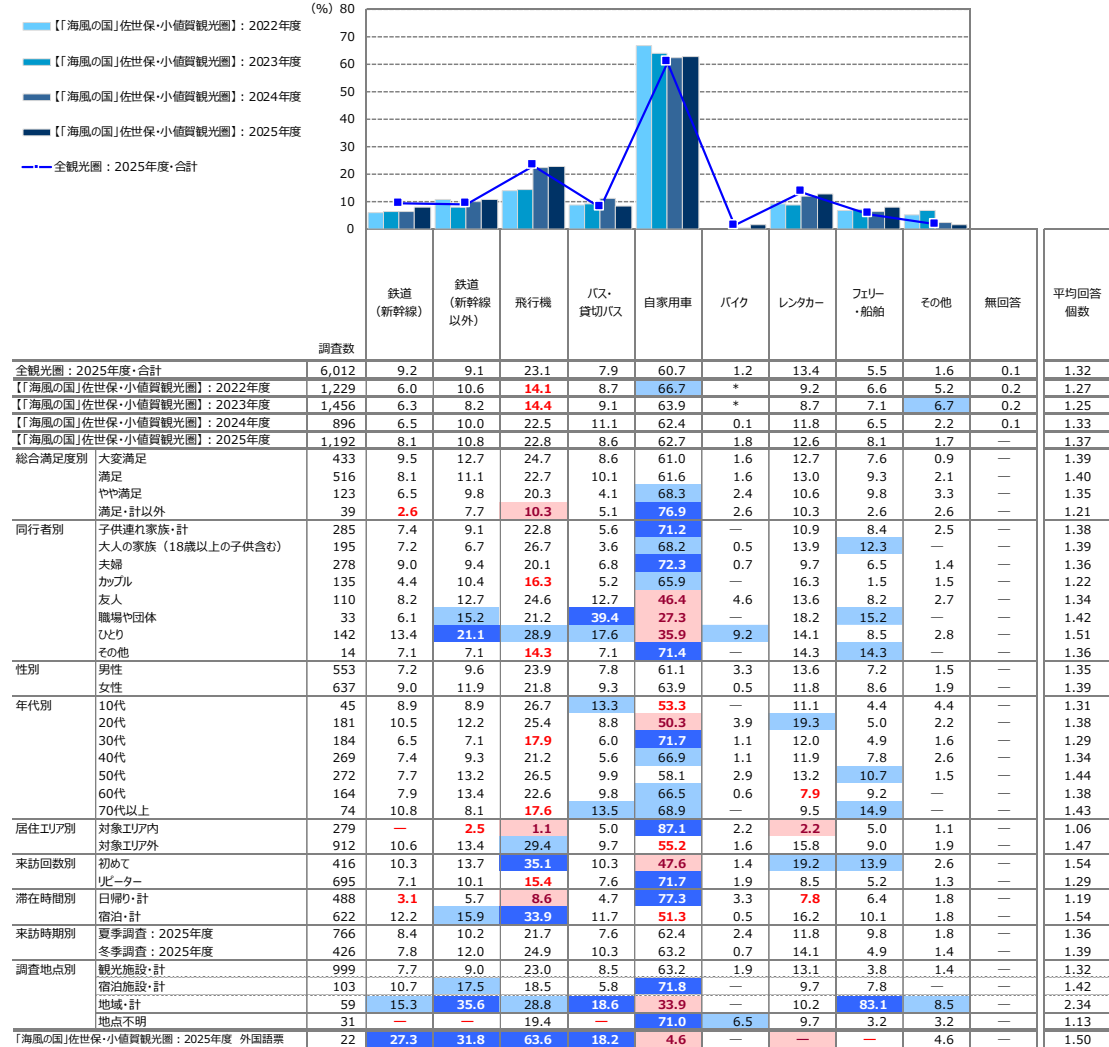 (%) 80
70
60
50
40
30
20
10
0
【「海風の国」佐世保・小値賀観光圏】：2022年度
【「海風の国」佐世保・小値賀観光圏】：2023年度
【「海風の国」佐世保・小値賀観光圏】：2024年度
【「海風の国」佐世保・小値賀観光圏】：2025年度
全観光圏：2025年度・合計
調査数 鉄道（新幹線） 鉄道（新幹線以外） 飛行機 バス・貸切バス 自家用車 バイク レンタカー フェリー・船舶 その他 無回答 平均回答個数
全観光圏：2025年度・合計 6,012 9.2 9.1 23.1 7.9 60.7 1.2 13.4 5.5 1.6 0.1 1.32
【「海風の国」佐世保・小値賀観光圏】：2022年度 1,229 6.0 10.6 14.1 8.7 66.7 * 9.2 6.6 5.2 0.2 1.27
【「海風の国」佐世保・小値賀観光圏】：2023年度 1,456 6.3 8.2 14.4 9.1 63.9 * 8.7 7.1 6.7 0.2 1.25
【「海風の国」佐世保・小値賀観光圏】：2024年度 896 6.5 10.0 22.5 11.1 62.4 0.1 11.8 6.5 2.2 0.1 1.33
【「海風の国」佐世保・小値賀観光圏】：2025年度 1,192 8.1 10.8 22.8 8.6 62.7 1.8 12.6 8.1 1.7 — 1.37
総合満足度別 大変満足 433 9.5 12.7 24.7 8.6 61.0 1.6 12.7 7.6 0.9 — 1.39
満足 516 8.1 11.1 22.7 10.1 61.6 1.6 13.0 9.3 2.1 — 1.40
やや満足 123 6.5 9.8 20.3 4.1 68.3 2.4 10.6 9.8 3.3 — 1.35
満足・計以外 39 2.6 7.7 10.3 5.1 76.9 2.6 10.3 2.6 2.6 — 1.21
同行者別 子供連れ家族・計 285 7.4 9.1 22.8 5.6 71.2 — 10.9 8.4 2.5 — 1.38
大人の家族（18歳以上の子供含む） 195 7.2 6.7 26.7 3.6 68.2 0.5 13.9 12.3 — — 1.39
夫婦 278 9.0 9.4 20.1 6.8 72.3 0.7 9.7 6.5 1.4 — 1.36
カップル 135 4.4 10.4 16.3 5.2 65.9 — 16.3 1.5 1.5 — 1.22
友人 110 8.2 12.7 24.6 12.7 46.4 4.6 13.6 8.2 2.7 — 1.34
職場や団体 33 6.1 15.2 21.2 39.4 27.3 — 18.2 15.2 — — 1.42
ひとり 142 13.4 21.1 28.9 17.6 35.9 9.2 14.1 8.5 2.8 — 1.51
その他 14 7.1 7.1 14.3 7.1 71.4 — 14.3 14.3 — — 1.36
性別 男性 553 7.2 9.6 23.9 7.8 61.1 3.3 13.6 7.2 1.5 — 1.35
女性 637 9.0 11.9 21.8 9.3 63.9 0.5 11.8 8.6 1.9 — 1.39
年代別 10代 45 8.9 8.9 26.7 13.3 53.3 — 11.1 4.4 4.4 — 1.31
20代 181 10.5 12.2 25.4 8.8 50.3 3.9 19.3 5.0 2.2 — 1.38
30代 184 6.5 7.1 17.9 6.0 71.7 1.1 12.0 4.9 1.6 — 1.29
40代 269 7.4 9.3 21.2 5.6 66.9 1.1 11.9 7.8 2.6 — 1.34
50代 272 7.7 13.2 26.5 9.9 58.1 2.9 13.2 10.7 1.5 — 1.44
60代 164 7.9 13.4 22.6 9.8 66.5 0.6 7.9 9.2 — — 1.38
70代以上 74 10.8 8.1 17.6 13.5 68.9 — 9.5 14.9 — — 1.43
居住エリア別 対象エリア内 279 — 2.5 1.1 5.0 87.1 2.2 2.2 5.0 1.1 — 1.06
対象エリア外 912 10.6 13.4 29.4 9.7 55.2 1.6 15.8 9.0 1.9 — 1.47
来訪回数別 初めて 416 10.3 13.7 35.1 10.3 47.6 1.4 19.2 13.9 2.6 — 1.54
リピーター 695 7.1 10.1 15.4 7.6 71.7 1.9 8.5 5.2 1.3 — 1.29
滞在時間別 日帰り・計 488 3.1 5.7 8.6 4.7 77.3 3.3 7.8 6.4 1.8 — 1.19
宿泊・計 622 12.2 15.9 33.9 11.7 51.3 0.5 16.2 10.1 1.8 — 1.54
来訪時期別 夏季調査：2025年度 766 8.4 10.2 21.7 7.6 62.4 2.4 11.8 9.8 1.8 — 1.36
冬季調査：2025年度 426 7.8 12.0 24.9 10.3 63.2 0.7 14.1 4.9 1.4 — 1.39
調査地点別 観光施設・計 999 7.7 9.0 23.0 8.5 63.2 1.9 13.1 3.8 1.4 — 1.32
宿泊施設・計 103 10.7 17.5 18.5 5.8 71.8 — 9.7 7.8 — — 1.42
地域・計 59 15.3 35.6 28.8 18.6 33.9 — 10.2 83.1 8.5 — 2.34
地点不明 31 — — 19.4 — 71.0 6.5 9.7 3.2 3.2 — 1.13
「海風の国」佐世保・小値賀観光圏：2025年度 外国語票 22 27.3 31.8 63.6 18.2 4.6 — — — 4.6 — 1.50